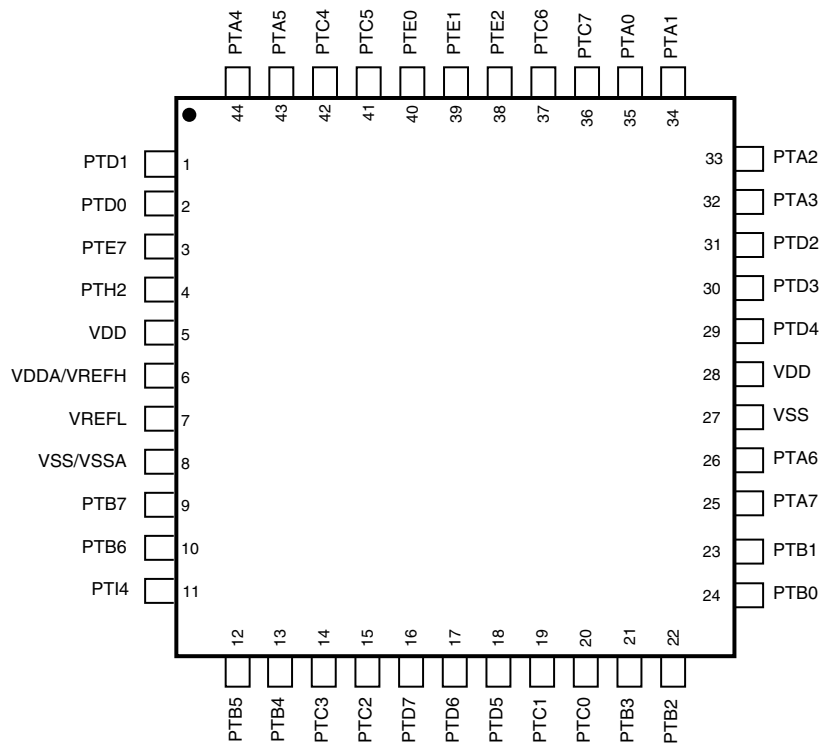 PTA4 PTA5 PTC4 PTC5 PTE0 PTE1 PTE2 PTC6 PTC7 PTA0 PTA1
44 43 42 41 40 39 38 37 36 35 34
PTD1 1 33 PTA2
PTD0 2 32 PTA3
PTE7 3 31 PTD2
PTH2 4 30 PTD3
VDD 5 29 PTD4
VDDA/VREFH 6 28 VDD
VREFL 7 27 VSS
VSS/VSSA 8 26 PTA6
PTB7 9 25 PTA7
PTB6 10 23 PTB1
PTI4 11 24 PTB0
12 13 14 15 16 17 18 19 20 21 22
PTB5 PTB4 PTC3 PTC2 PTD7 PTD6 PTD5 PTC1 PTC0 PTB3 PTB2